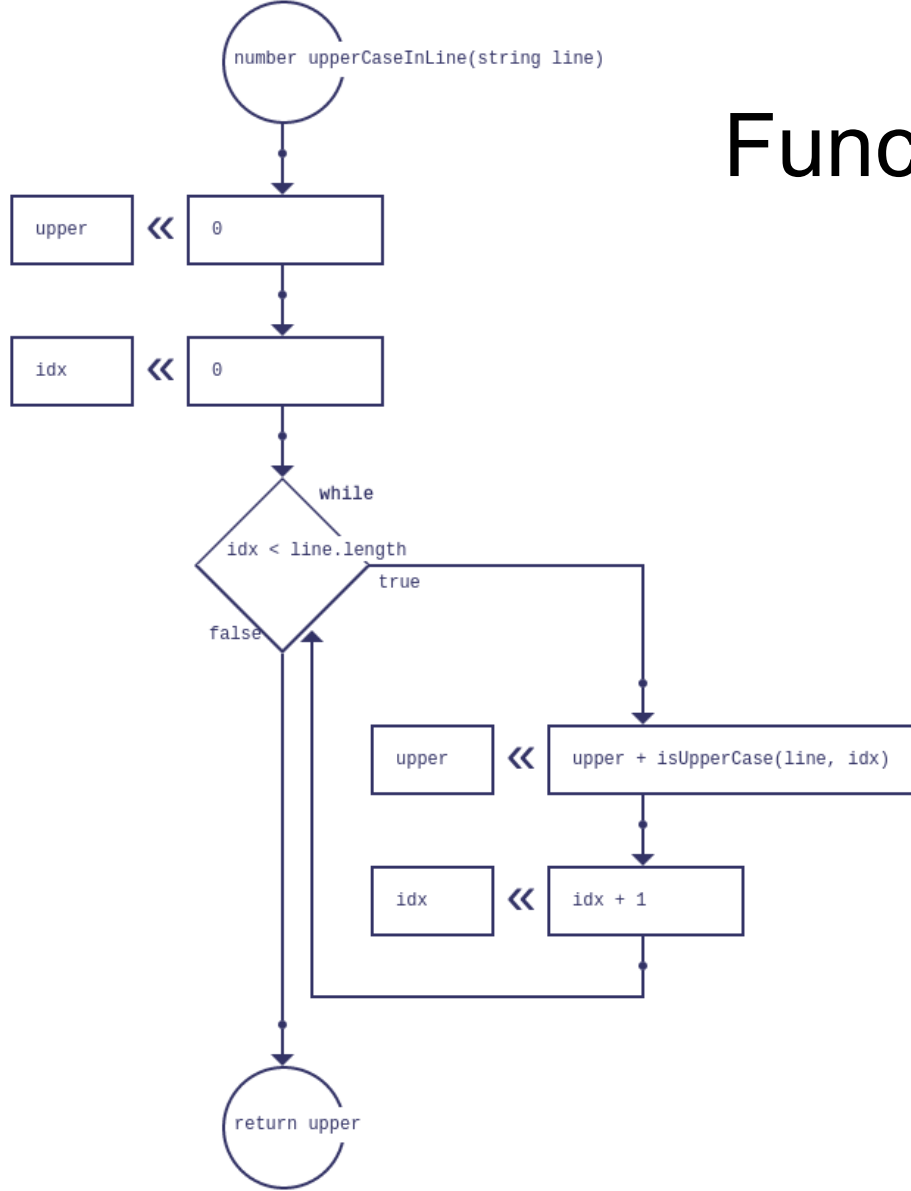 number upperCaseInLine(string line)
Func
upper « 0
idx « 0
while
idx < line.length
true
false
upper « upper + isUpperCase(line, idx)
idx « idx + 1
return upper